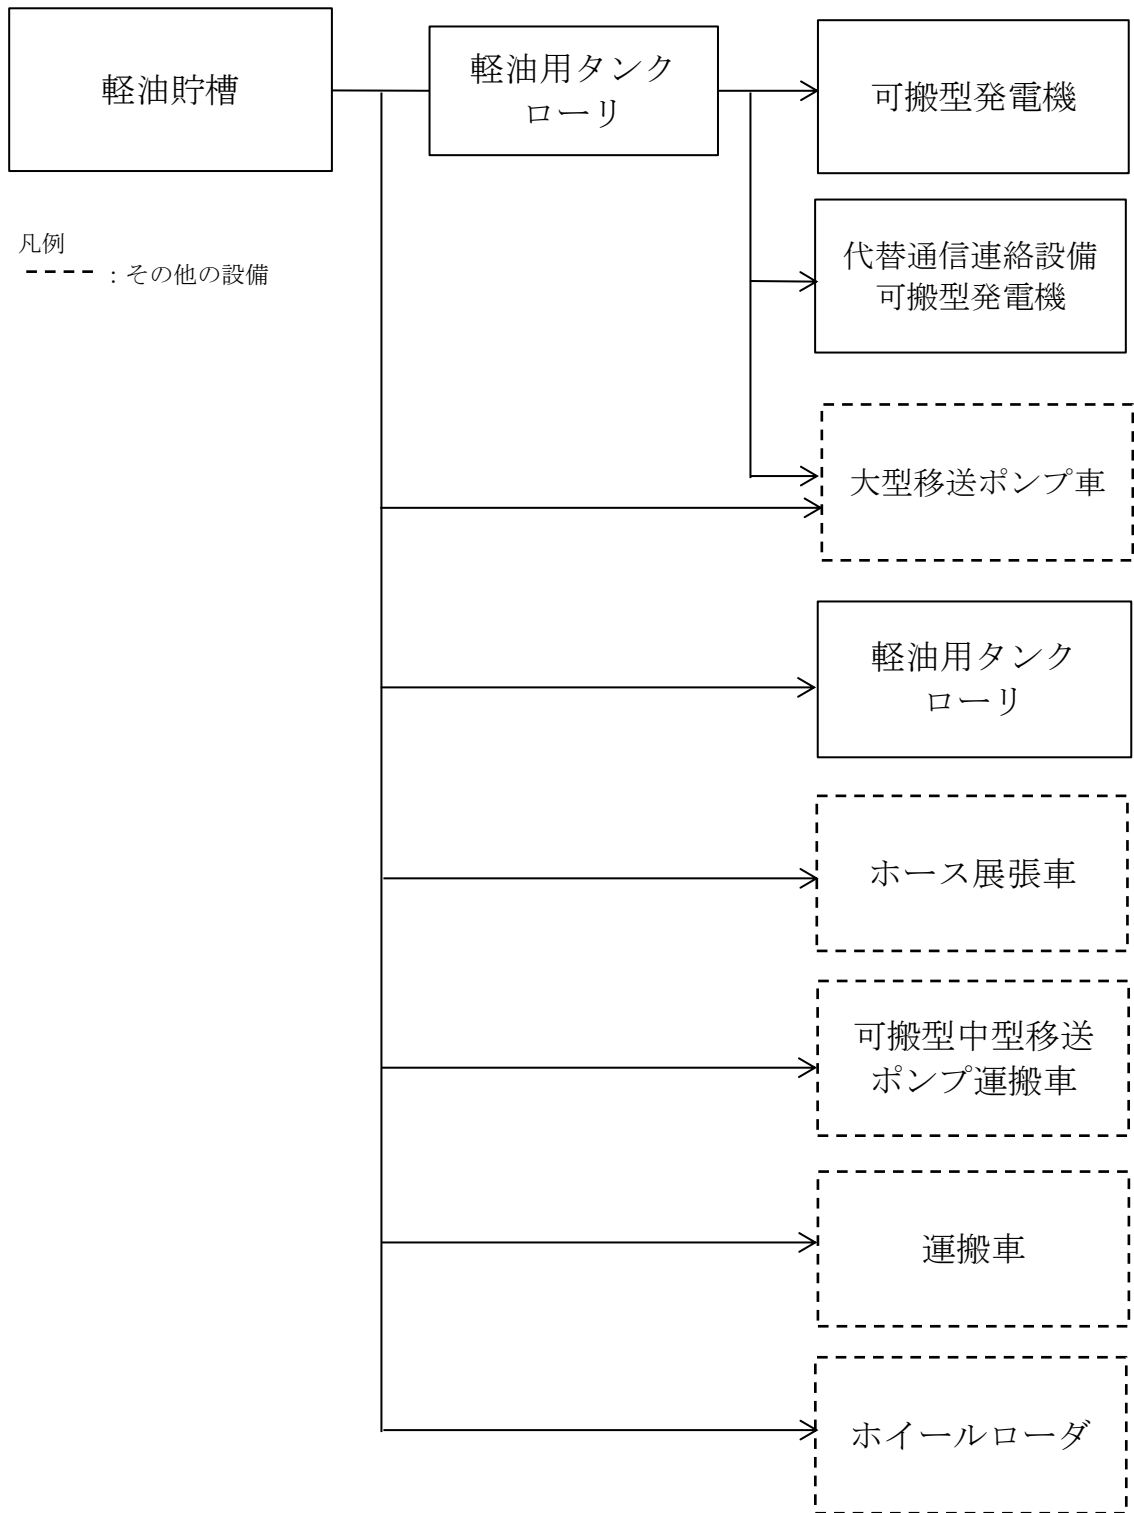 軽油貯槽
軽油用タンク
ローリ
可搬型発電機
凡例
：その他の設備
代替通信連絡設備
可搬型発電機
大型移送ポンプ車
軽油用タンク
ローリ
ホース展張車
可搬型中型移送
ポンプ運搬車
運搬車
ホイールローダ